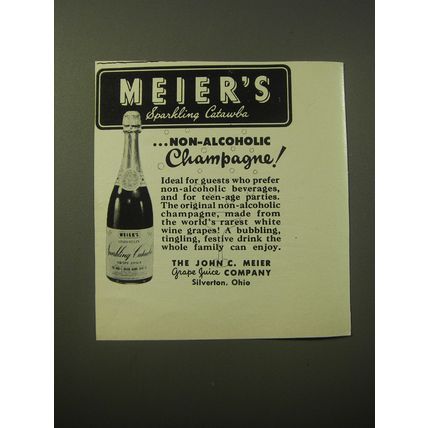 MEIER'S
Sparkling Catawba
...NON-ALCOHOLIC
Champagne!
Ideal for guests who prefer
non-alcoholic beverages,
and for teen-age parties.
The original non-alcoholic
champagne, made from
the world's rarest white
wine grapes! A bubbling,
tingling, festive drink the
whole family can enjoy.
THE JOHN C. MEIER
Grape Juice COMPANY
Silverton, Ohio
MEIER'S
Sparkling Catawba
GRAPE JUICE